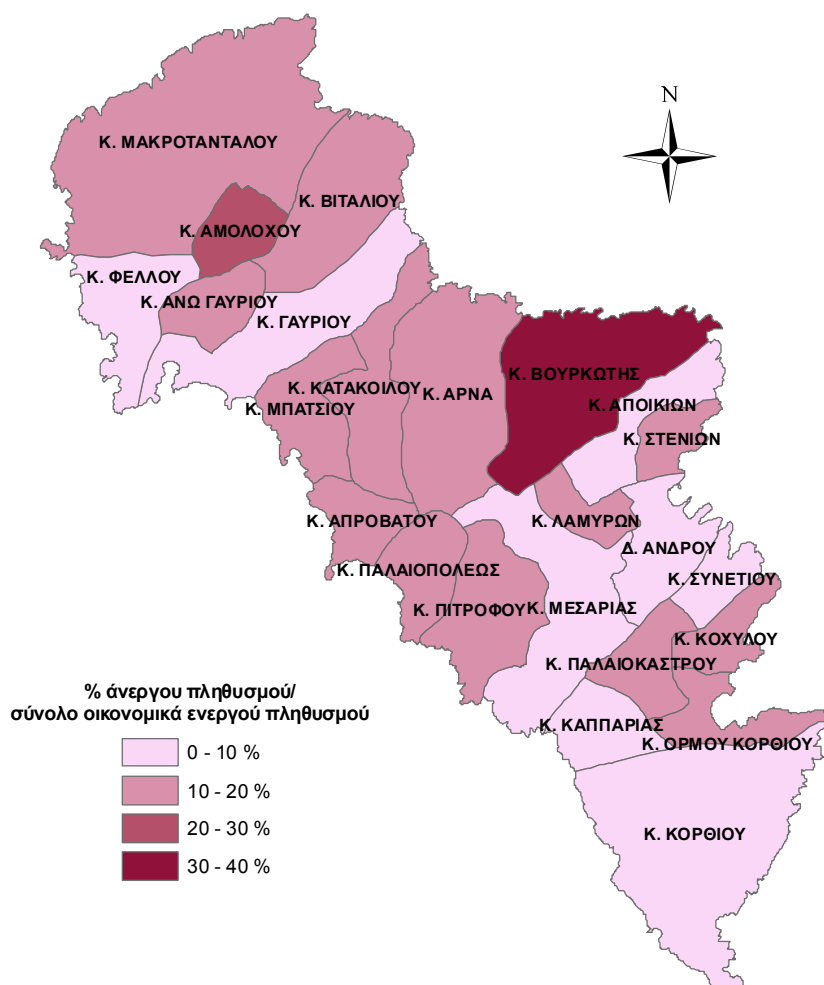 N
Κ. ΜΑΚΡΟΤΑΝΤΑΛΟΥ
Κ. ΒΙΤΑΛΙΟΥ
Κ. ΑΜΟΛΟΧΟΥ
Κ. ΦΕΛΛΟΥ
Κ. ΑΝΩ ΓΑΥΡΙΟΥ
Κ. ΓΑΥΡΙΟΥ
Κ. ΒΟΥΡΚΩΤΗΣ
Κ. ΚΑΤΑΚΟΙΛΟΥ
Κ. ΑΡΝΑ
Κ. ΜΠΑΤΣΙΟΥ
Κ. ΑΠΟΙΚΙΩΝ
Κ. ΣΤΕΝΙΩΝ
Κ. ΑΠΡΟΒΑΤΟΥ
Κ. ΛΑΜΥΡΩΝ
Δ. ΑΝΔΡΟΥ
Κ. ΠΑΛΑΙΟΠΟΛΕΩΣ
Κ. ΣΥΝΕΤΙΟΥ
Κ. ΠΙΤΡΟΦΟΥ
Κ. ΜΕΣΑΡΙΑΣ
Κ. ΚΟΧΥΛΟΥ
Κ. ΠΑΛΑΙΟΚΑΣΤΡΟΥ
Κ. ΚΑΠΠΑΡΙΑΣ
Κ. ΟΡΜΟΥ ΚΟΡΘΙΟΥ
Κ. ΚΟΡΘΙΟΥ
% άνεργου πληθυσμού/
σύνολο οικονομικά ενεργού πληθυσμού
0 - 10 %
10 - 20 %
20 - 30 %
30 - 40 %